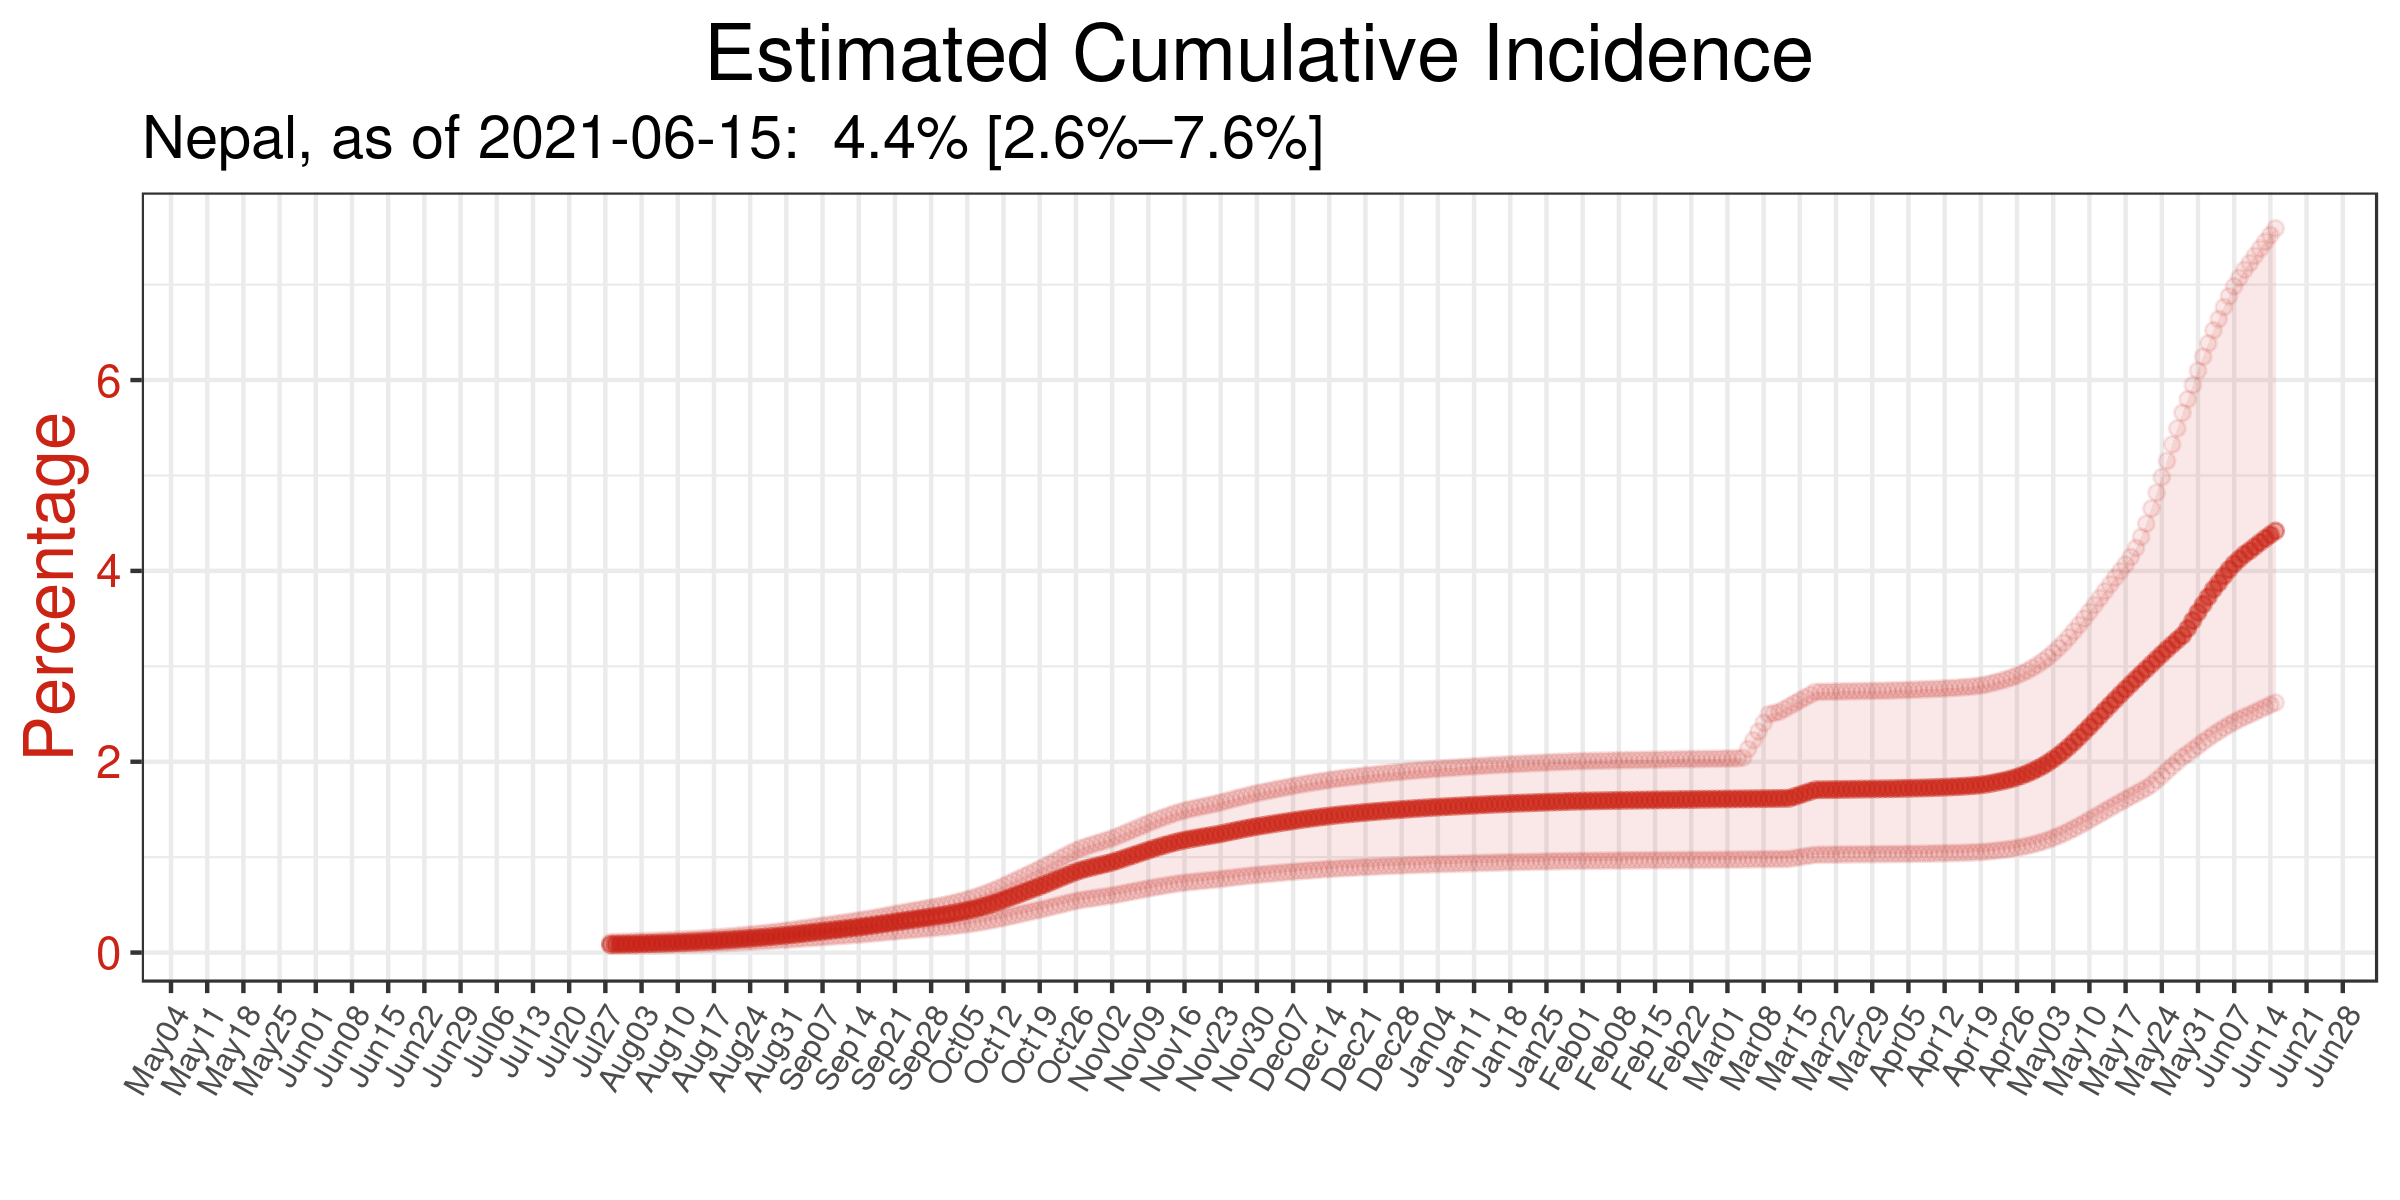 Estimated Cumulative Incidence
Nepal, as of 2021-06-15:  4.4% [2.6%–7.6%]
Percentage
6
4
2
0
May04
May11
May18
May25
Jun01
Jun08
Jun15
Jun22
Jun29
Jul06
Jul13
Jul20
Jul27
Aug03
Aug10
Aug17
Aug24
Aug31
Sep07
Sep14
Sep21
Sep28
Oct05
Oct12
Oct19
Oct26
Nov02
Nov09
Nov16
Nov23
Nov30
Dec07
Dec14
Dec21
Dec28
Jan04
Jan11
Jan18
Jan25
Feb01
Feb08
Feb15
Feb22
Mar01
Mar08
Mar15
Mar22
Mar29
Apr05
Apr12
Apr19
Apr26
May03
May10
May17
May24
May31
Jun07
Jun14
Jun21
Jun28